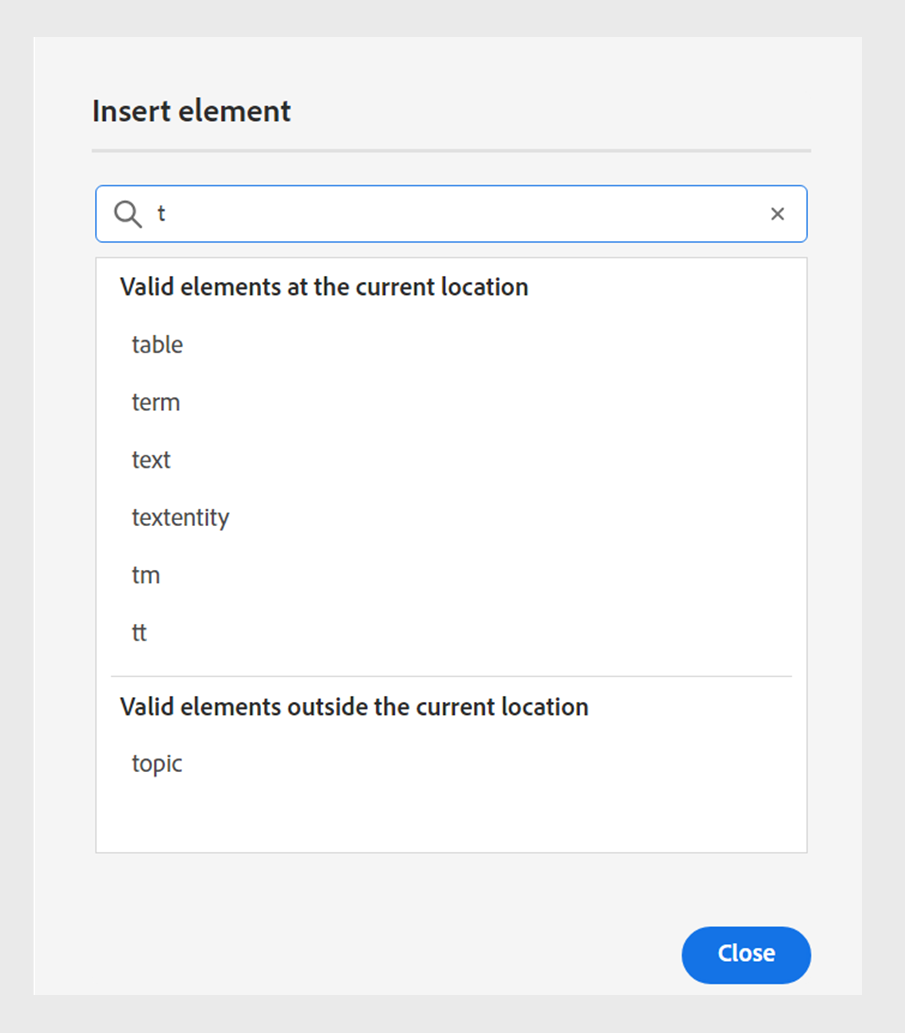 Insert element
t
Valid elements at the current location
table
term
text
textentity
tm
tt
Valid elements outside the current location
topic
Close